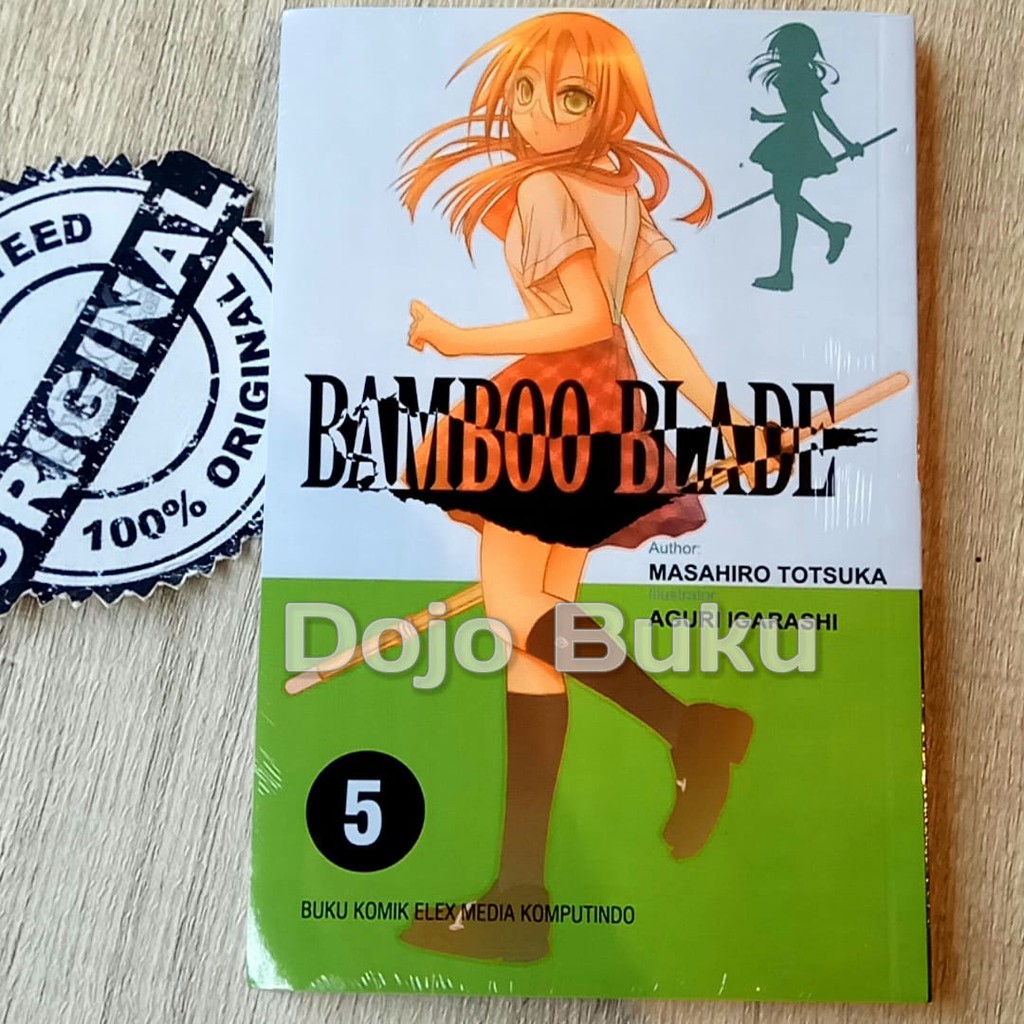 TEED
ORIGINAL
100% ORIGINAL
BAMBOO BLADE
Author:
MASAHIRO TOTSUKA
Illustrator:
AGURI IGARASHI
Dojo Buku
5
BUKU KOMIK ELEX MEDIA KOMPUTINDO